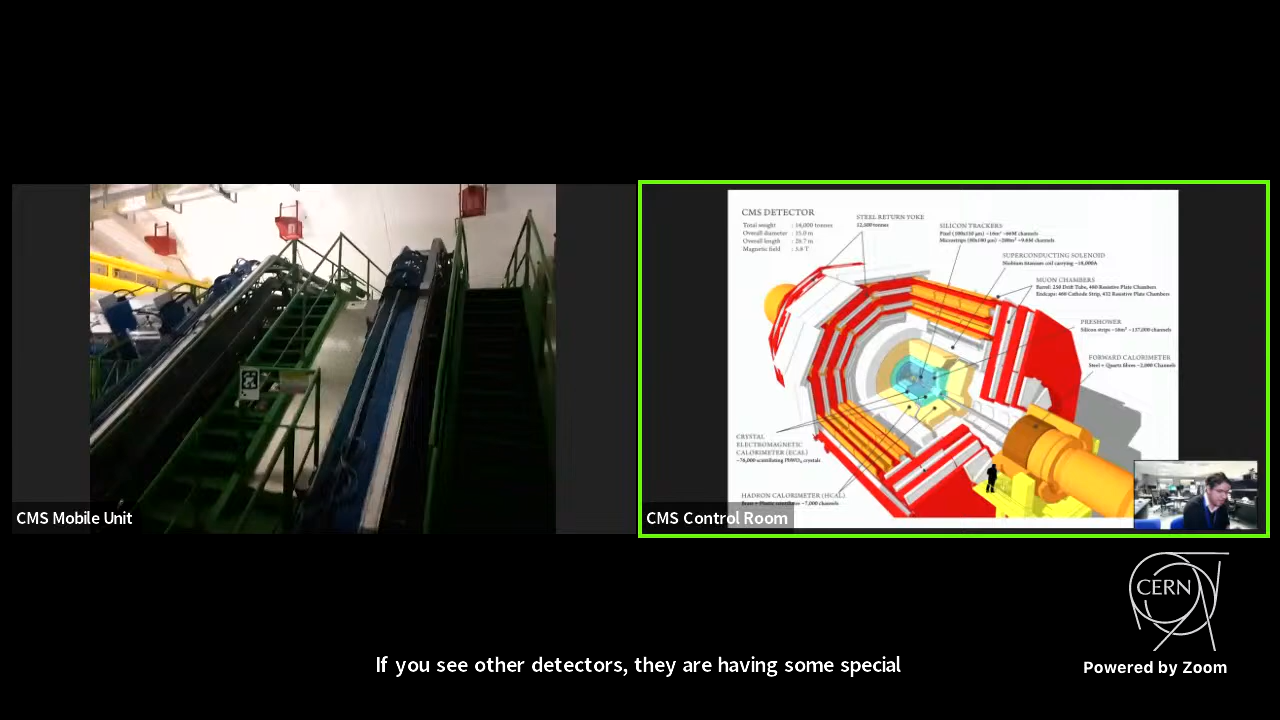 CMS DETECTOR
Total weight : 14,000 tonnes
Overall diameter : 15.0 m
Overall length : 28.7 m
Magnetic field : 3.8 T
STEEL RETURN YOKE
12,500 tonnes
SILICON TRACKERS
Pixel (100x150 μm) ~16m² ~66M channels
Microstrips (80x180 μm) ~200m² ~9.6M channels
SUPERCONDUCTING SOLENOID
Niobium titanium coil carrying ~18,000A
MUON CHAMBERS
Barrel: 250 Drift Tube, 480 Resistive Plate Chambers
Endcaps: 468 Cathode Strip, 432 Resistive Plate Chambers
PRESHOWER
Silicon strips ~16m² ~137,000 channels
FORWARD CALORIMETER
Steel + Quartz fibres ~2,000 Channels
CRYSTAL
ELECTROMAGNETIC
CALORIMETER (ECAL)
~76,000 scintillating PbWO₄ crystals
HADRON CALORIMETER (HCAL)
Brass + Plastic scintillator ~7,000 channels
CMS Mobile Unit
CMS Control Room
CERN
If you see other detectors, they are having some special
Powered by Zoom